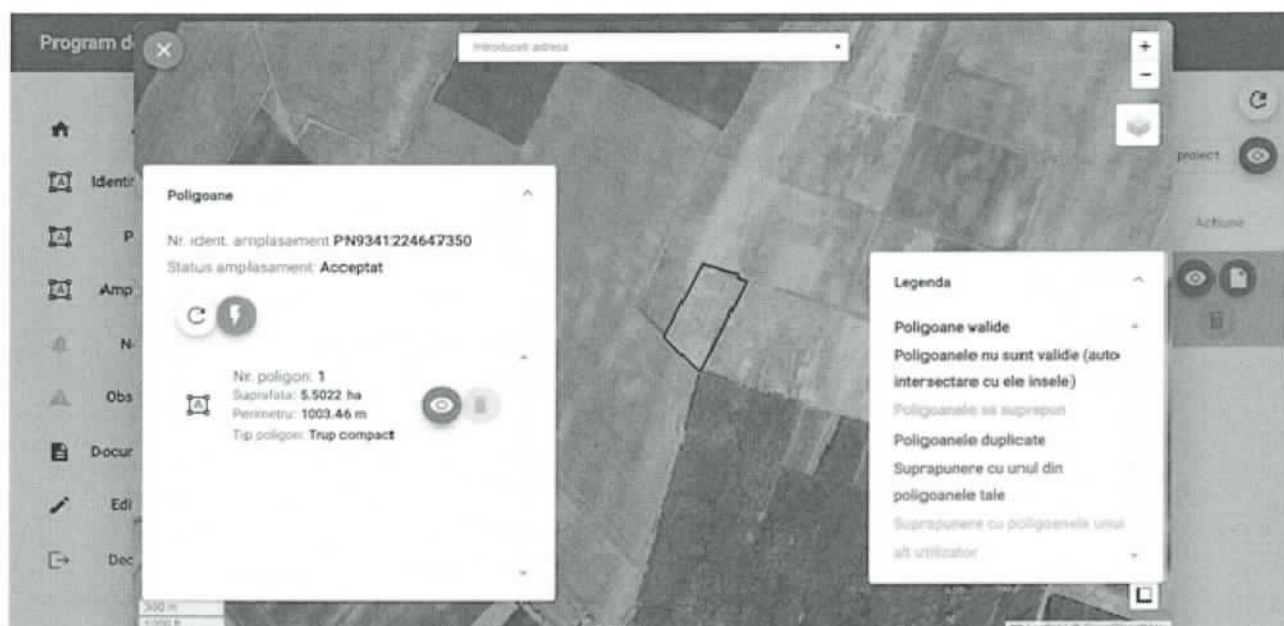 Program d
Introduceti adresa
+
−
proiect
Identi
Poligoane
Actiune
P
Nr. ident. amplasament PN9341224647350
Status amplasament: Acceptat
Amp
Legenda
N
Poligoane valide
Poligoanele nu sunt valide (auto
intersectare cu ele insele)
Nr. poligon: 1
Obs
Suprafata: 5.5022 ha
Perimetru: 1003.46 m
Tip poligon: Trup compact
Poligoanele se suprapun
Poligoanele duplicate
Docur
Suprapunere cu unul din
poligoanele tale
Edi
Suprapunere cu poligoanele unui
alt utilizator
Dec
300 m
1000 ft